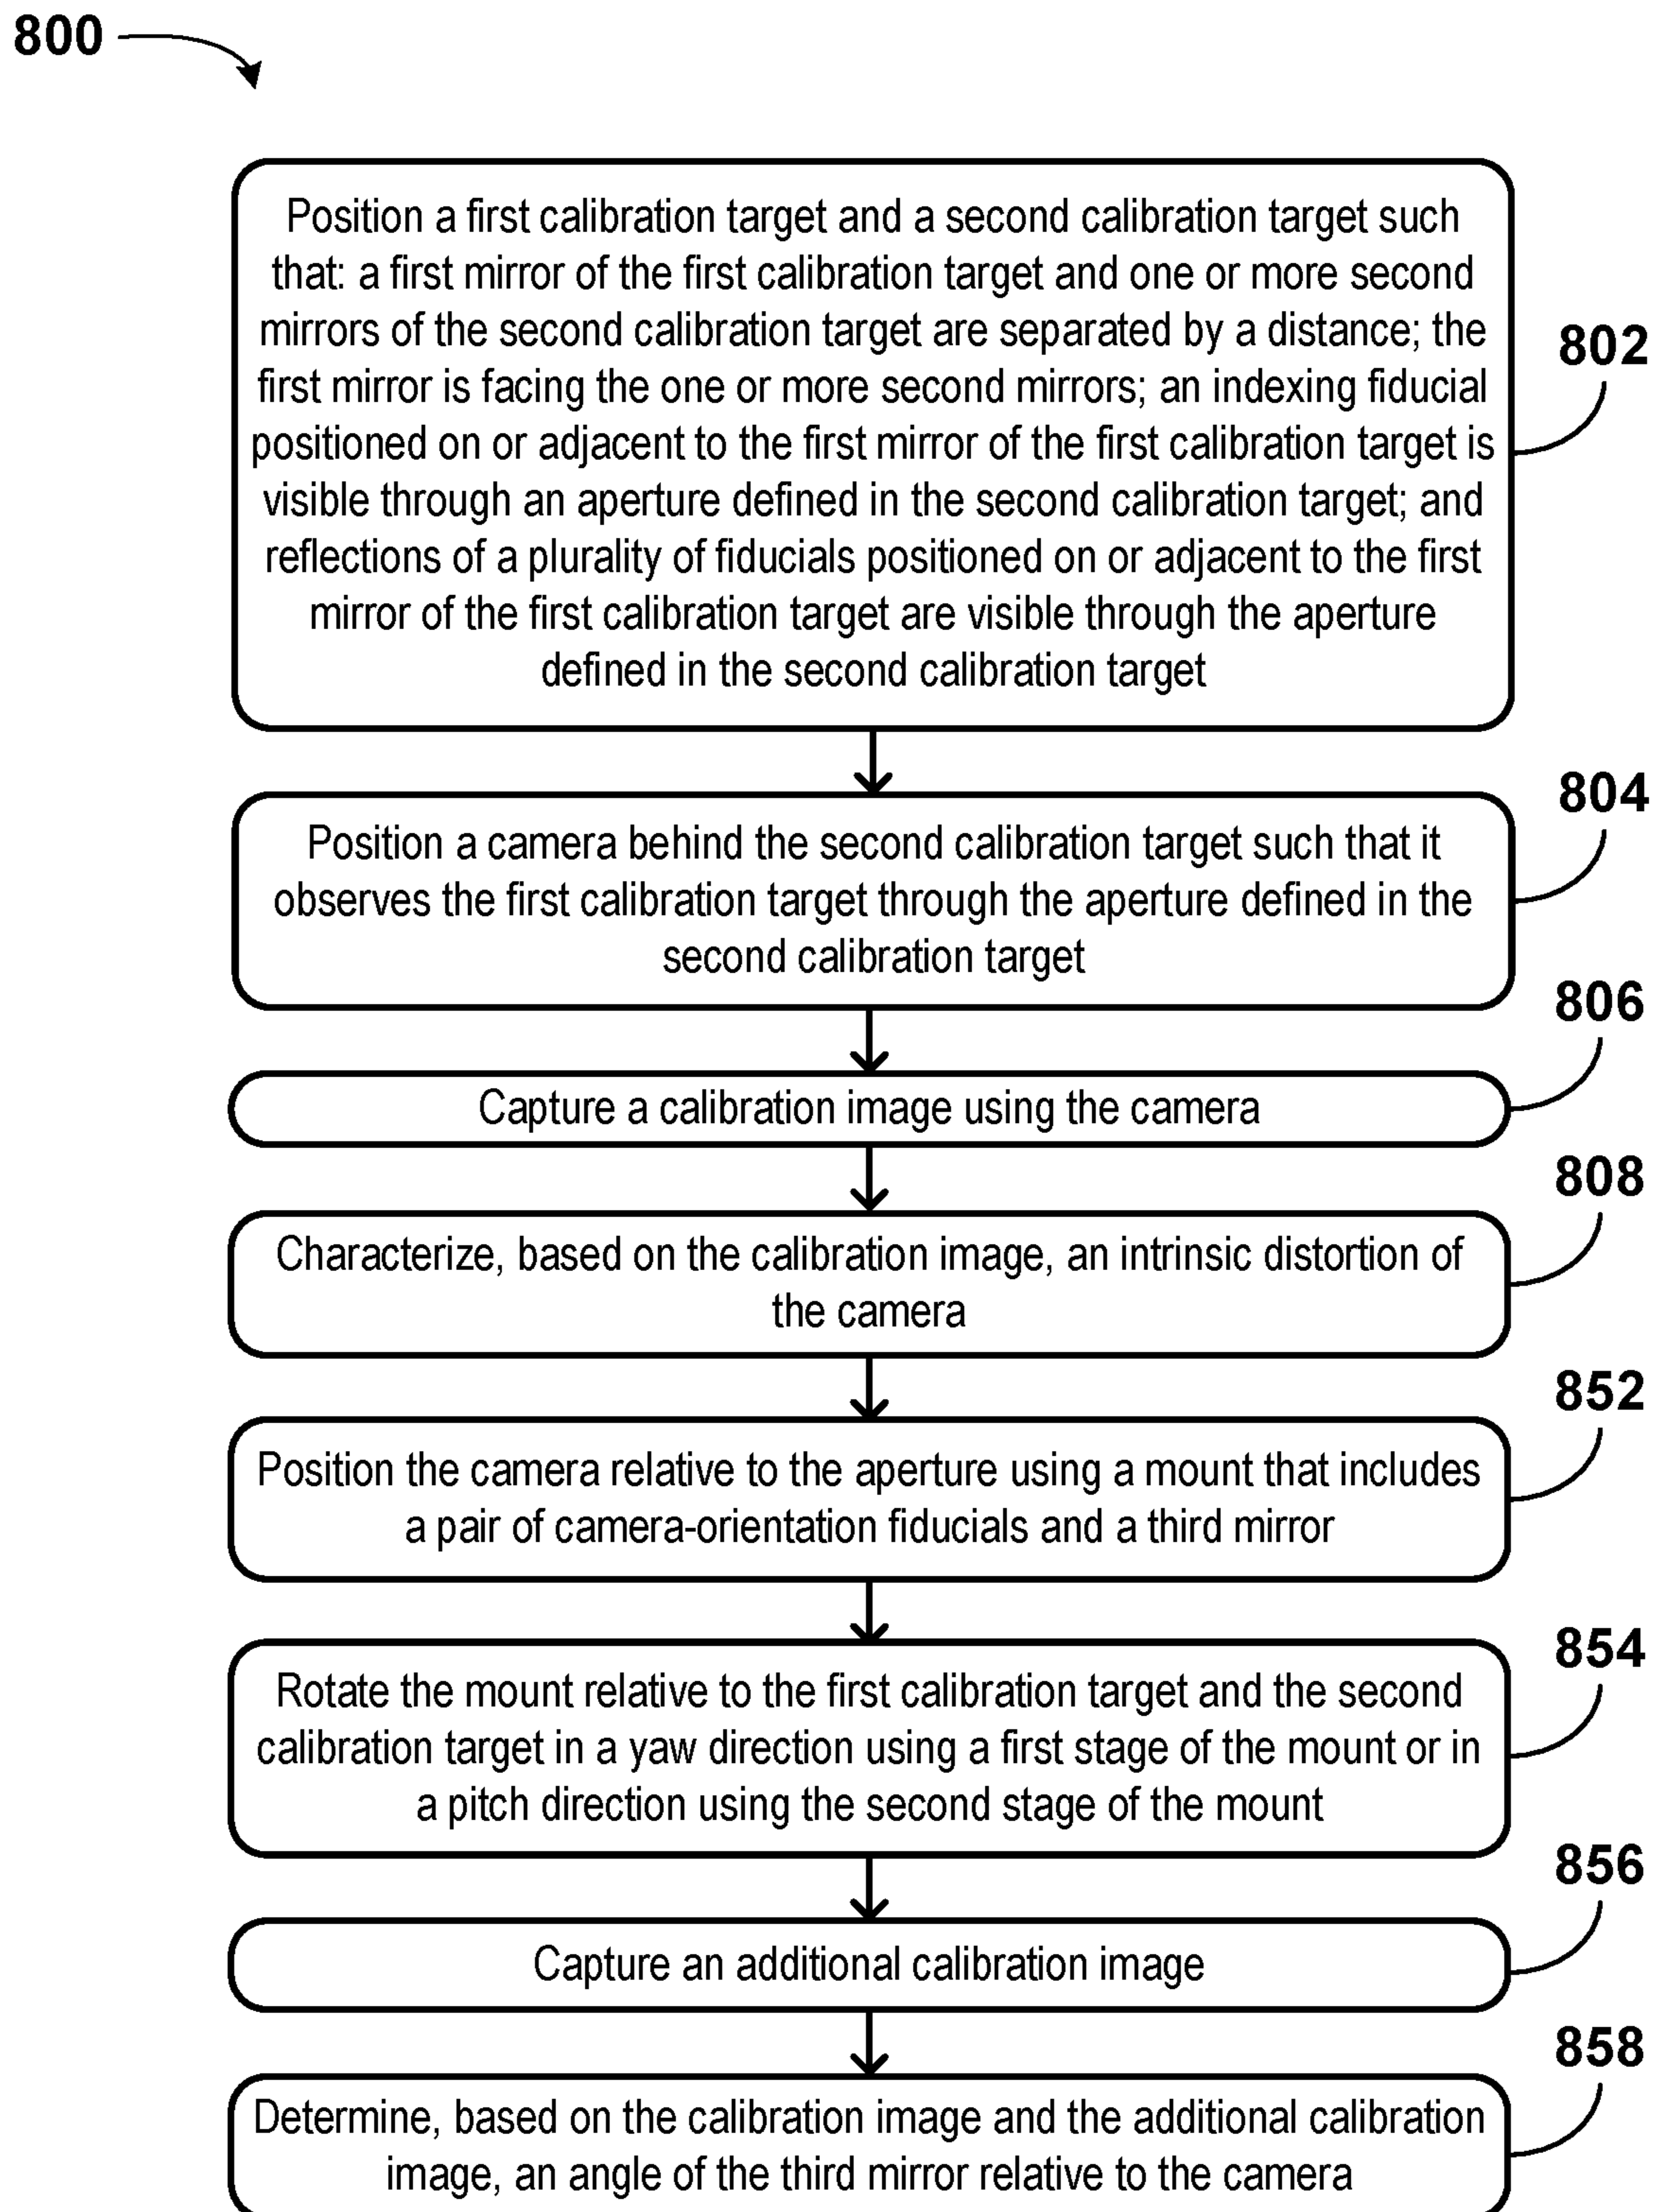 800
Position a first calibration target and a second calibration target such
that: a first mirror of the first calibration target and one or more second
mirrors of the second calibration target are separated by a distance; the
first mirror is facing the one or more second mirrors; an indexing fiducial
positioned on or adjacent to the first mirror of the first calibration target is
visible through an aperture defined in the second calibration target; and
reflections of a plurality of fiducials positioned on or adjacent to the first
mirror of the first calibration target are visible through the aperture
defined in the second calibration target
802
Position a camera behind the second calibration target such that it
observes the first calibration target through the aperture defined in the
second calibration target
804
Capture a calibration image using the camera
806
Characterize, based on the calibration image, an intrinsic distortion of
the camera
808
Position the camera relative to the aperture using a mount that includes
a pair of camera-orientation fiducials and a third mirror
852
Rotate the mount relative to the first calibration target and the second
calibration target in a yaw direction using a first stage of the mount or in
a pitch direction using the second stage of the mount
854
Capture an additional calibration image
856
Determine, based on the calibration image and the additional calibration
image, an angle of the third mirror relative to the camera
858